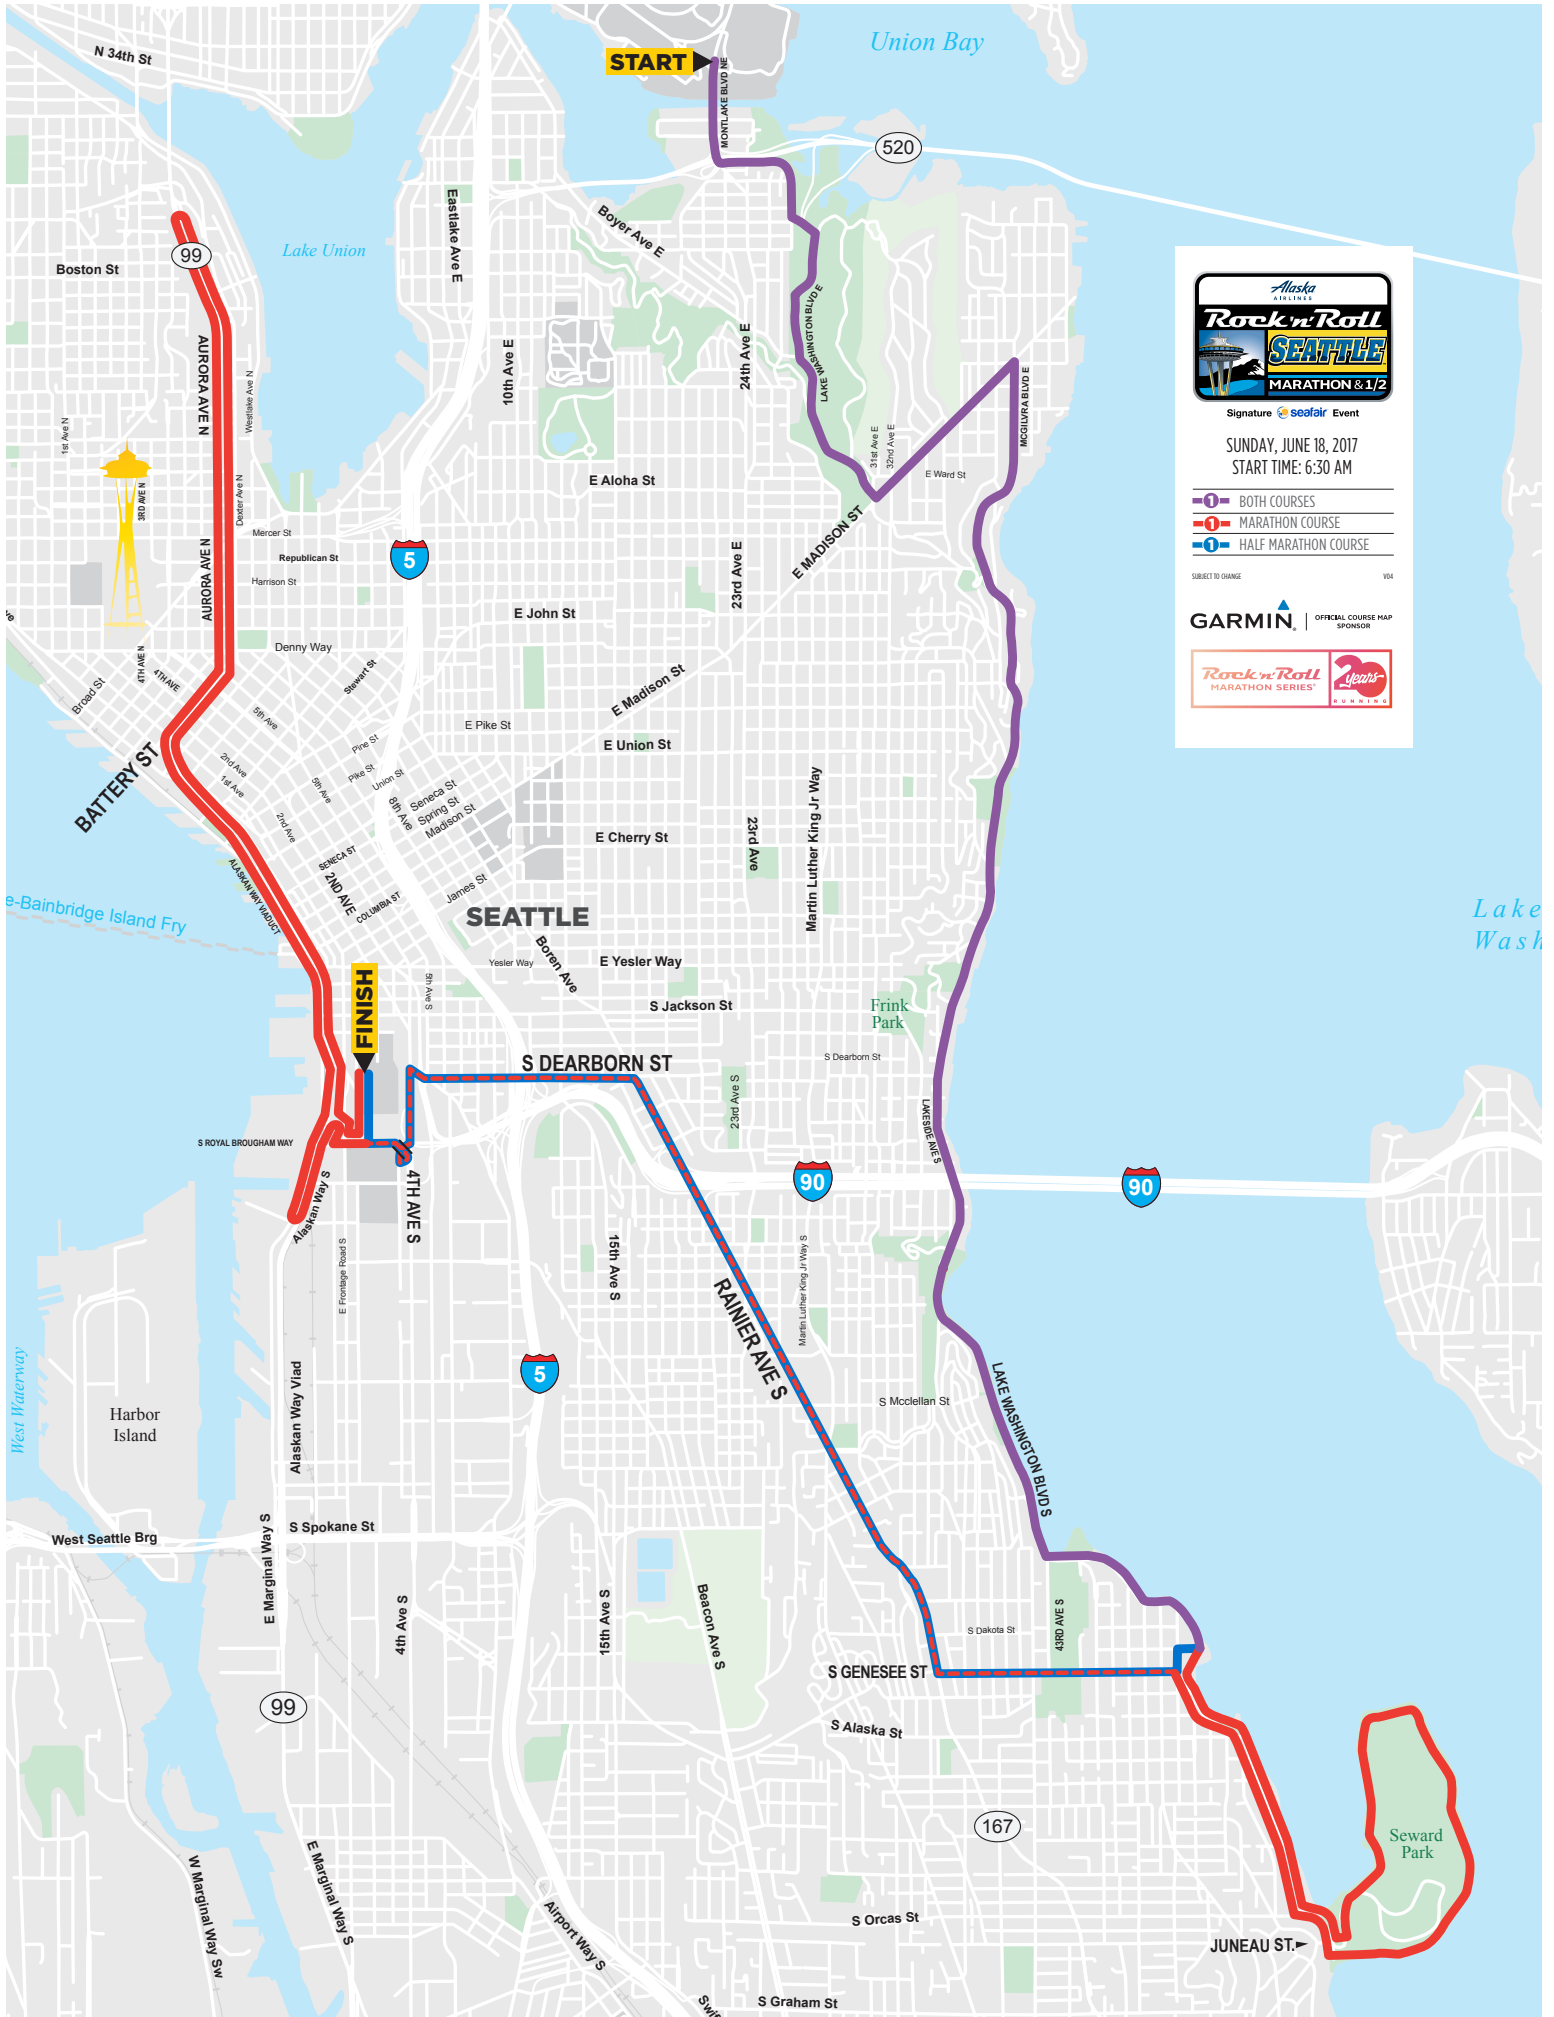 N 34th St
START
Union Bay
MONTLAKE BLVD NE
520
Eastlake Ave E
Boyer Ave E
99
Lake Union
Boston St
LAKE WASHINGTON BLVD E
24th Ave E
10th Ave E
AURORA AVE N
Westlake Ave N
1st Ave N
MCGILVRA BLVD E
31st Ave E
32nd Ave E
E Ward St
E Aloha St
3RD AVE N
Dexter Ave N
Mercer St
Republican St
Harrison St
5
E MADISON ST
23rd Ave E
AURORA AVE N
E John St
Denny Way
4TH AVE N
4TH AVE
Stewart St
Broad St
5th Ave
E Madison St
E Pike St
E Union St
Pine St
BATTERY ST
2nd Ave
1st Ave
Pike St
Union St
5th Ave
8th Ave
Seneca St
Spring St
Madison St
2nd Ave
E Cherry St
23rd Ave
Martin Luther King Jr Way
SENECA ST
2ND AVE
COLUMBIA ST
James St
ALASKAN WAY VIADUCT
e-Bainbridge Island Fry
SEATTLE
Boren Ave
Yesler Way
E Yesler Way
5th Ave S
S Jackson St
Frink
Park
Lake
Wash
FINISH
S DEARBORN ST
S Dearborn St
23rd Ave S
LAKESIDE AVE S
S ROYAL BROUGHAM WAY
Alaskan Way S
4TH AVE S
90
90
E Frontage Road S
15th Ave S
RAINIER AVE S
Martin Luther King Jr Way S
5
West Waterway
Harbor
Island
Alaskan Way Viad
S Mcclellan St
LAKE WASHINGTON BLVD S
West Seattle Brg
S Spokane St
E Marginal Way S
4th Ave S
15th Ave S
Beacon Ave S
S Dakota St
43RD AVE S
S GENESEE ST
99
S Alaska St
167
Seward
Park
W Marginal Way Sw
E Marginal Way S
Airport Way S
S Orcas St
JUNEAU ST.
S Graham St
Alaska
AIRLINES
Rock'n'Roll
SEATTLE
MARATHON & 1/2
Signature seafair Event
SUNDAY, JUNE 18, 2017
START TIME: 6:30 AM
1 BOTH COURSES
1 MARATHON COURSE
1 HALF MARATHON COURSE
SUBJECT TO CHANGE V04
GARMIN. OFFICIAL COURSE MAP
SPONSOR
Rock'n'Roll
MARATHON SERIES
20 years
RUNNING